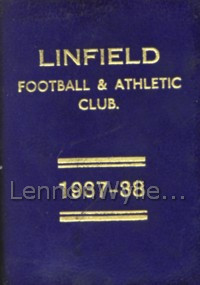 LINFIELD
FOOTBALL & ATHLETIC
CLUB.
1937-38